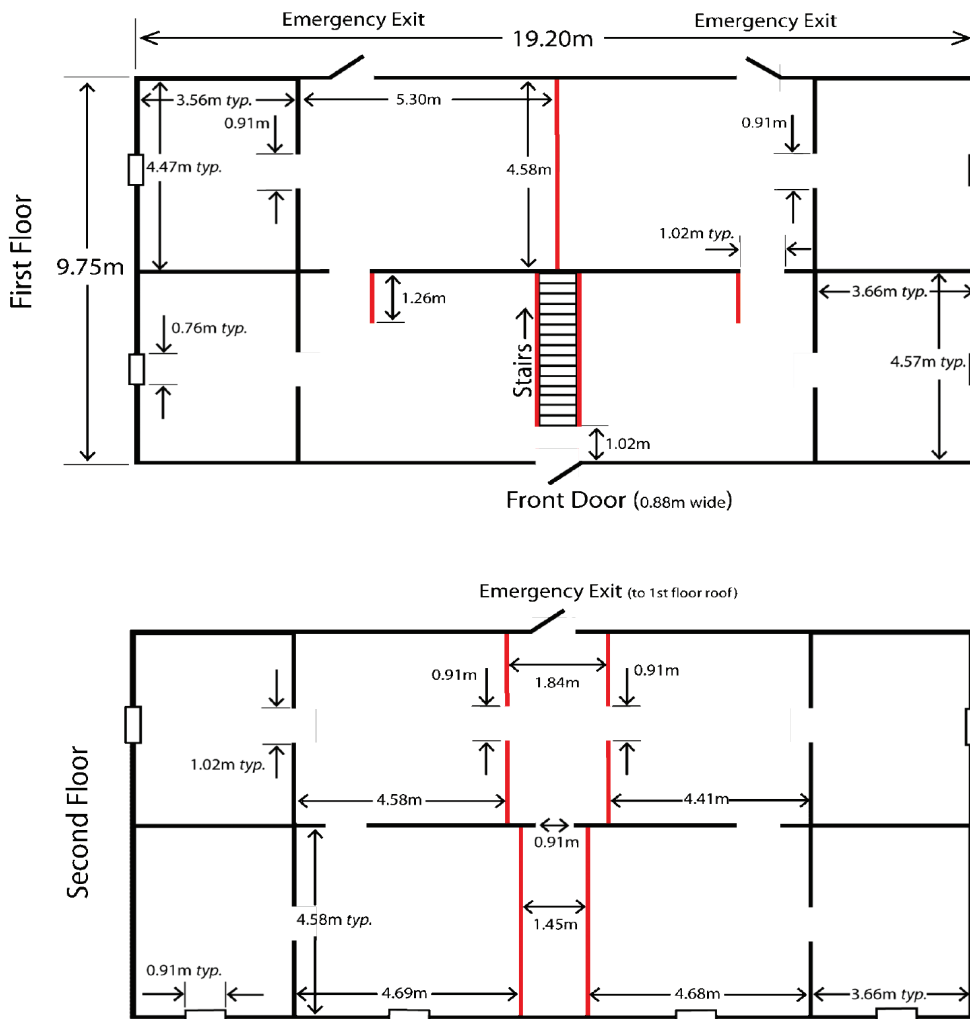 Emergency Exit
Emergency Exit
19.20m
3.56m typ.
5.30m
0.91m
0.91m
4.47m typ.
4.58m
First Floor
9.75m
1.02m typ.
1.26m
3.66m typ.
0.76m typ.
Stairs
4.57m typ.
1.02m
Front Door (0.88m wide)
Emergency Exit (to 1st floor roof)
0.91m
1.84m
0.91m
1.02m typ.
Second Floor
4.58m
4.41m
0.91m
4.58m typ.
1.45m
0.91m typ.
4.69m
4.68m
3.66m typ.